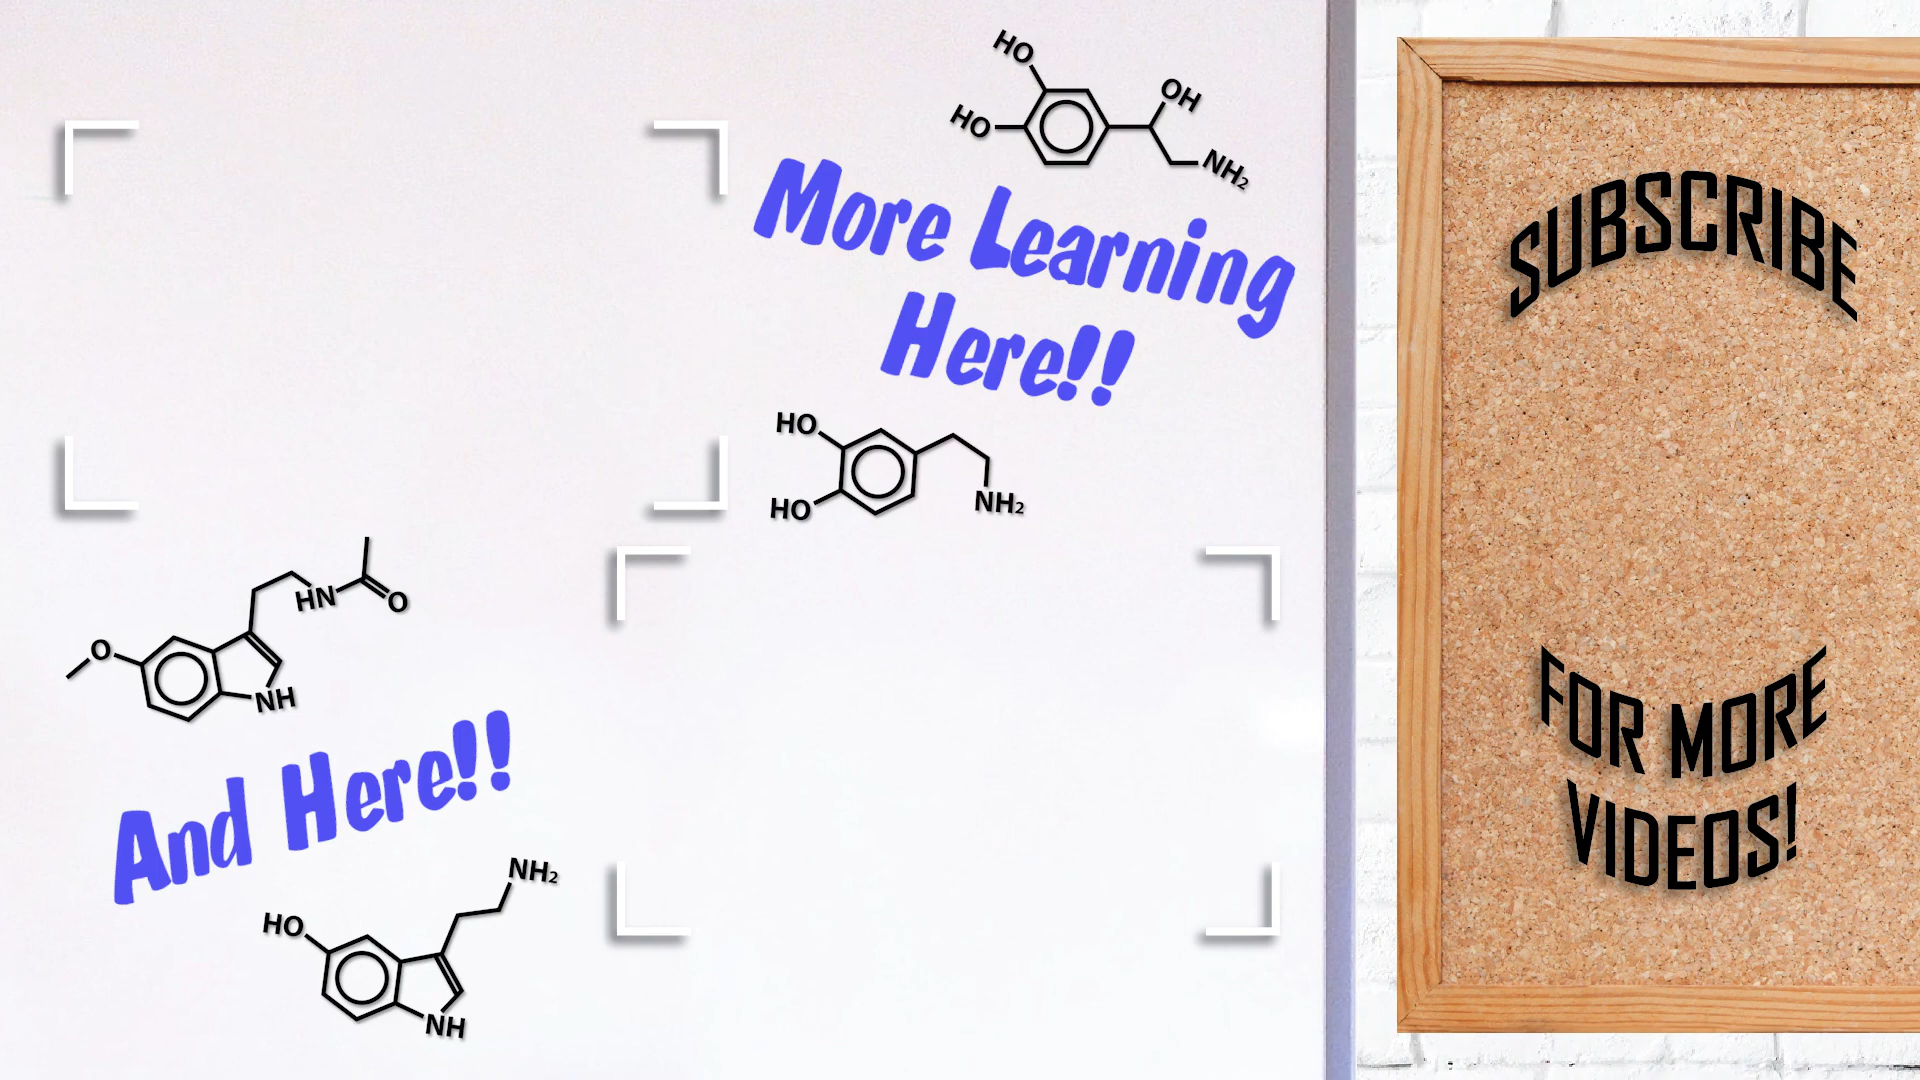 HO
OH
HO
NH₂
More Learning
Here!!
HO
HO
NH₂
HN
O
O
NH
And Here!!
NH₂
HO
NH
SUBSCRIBE
FOR MORE
VIDEOS!